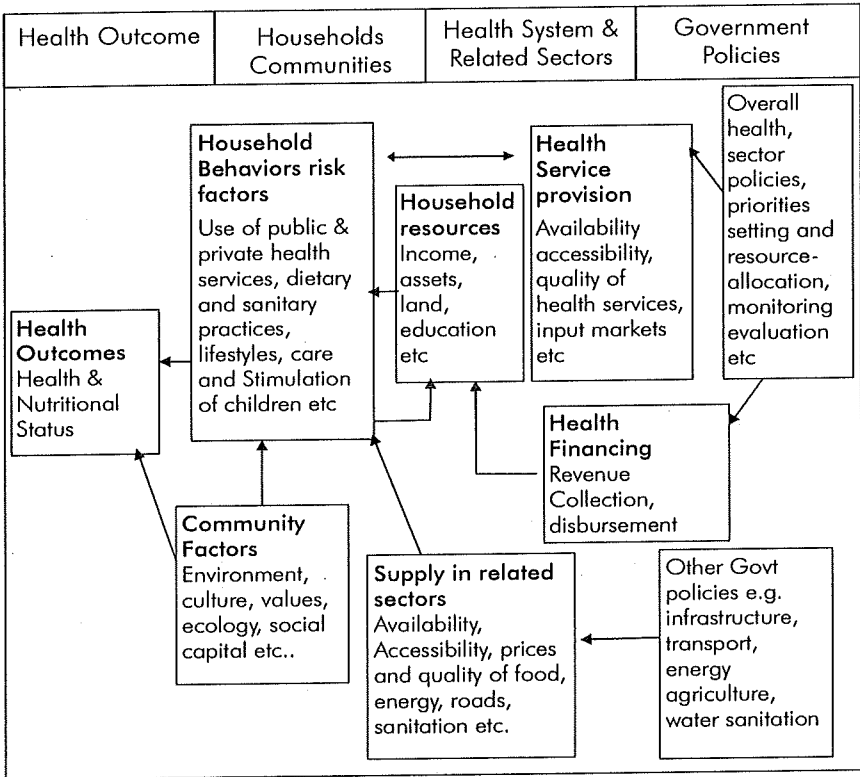 Health Outcome
Households
Communities
Health System &
Related Sectors
Government
Policies
Household
Behaviors risk
factors
Use of public &
private health
services, dietary
and sanitary
practices,
lifestyles, care
and Stimulation
of children etc
Household
resources
Income,
assets,
land,
education
etc
Health
Service
provision
Availability
accessibility,
quality of
health services,
input markets
etc
Overall
health,
sector
policies,
priorities
setting and
resource-
allocation,
monitoring
evaluation
etc
Health
Outcomes
Health &
Nutritional
Status
Health
Financing
Revenue
Collection,
disbursement
Community
Factors
Environment,
culture, values,
ecology, social
capital etc..
Supply in related
sectors
Availability,
Accessibility, prices
and quality of food,
energy, roads,
sanitation etc.
Other Govt
policies e.g.
infrastructure,
transport,
energy
agriculture,
water sanitation